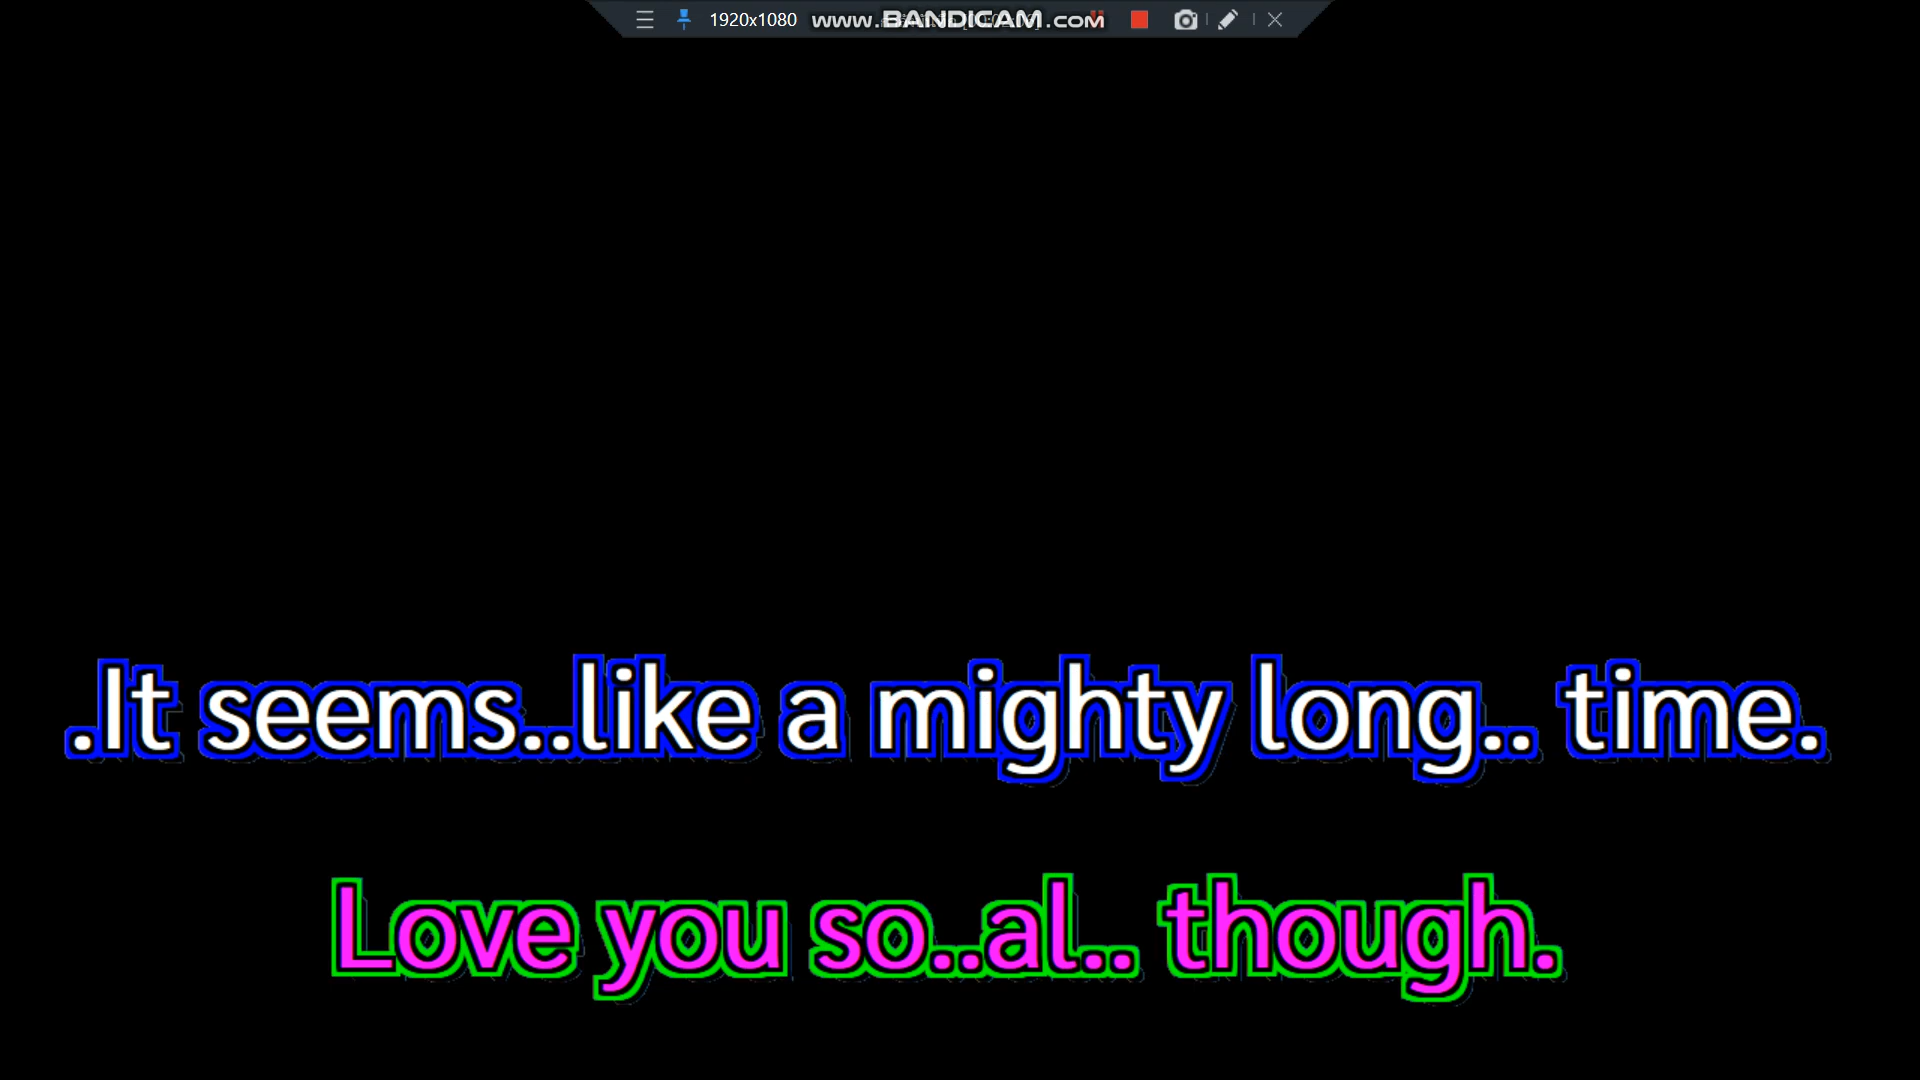 1920x1080 www.BANDICAM.COM
.It seems..like a mighty long.. time.
Love you so..al.. though.